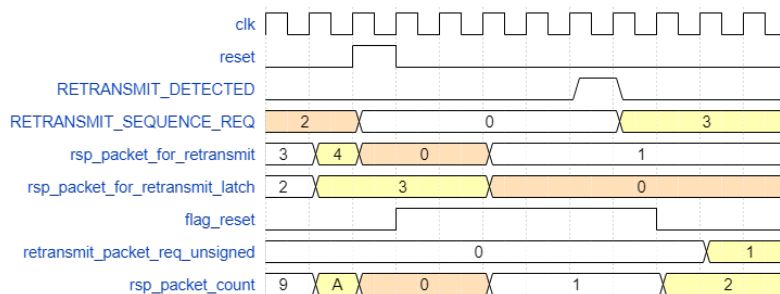 clk
reset
RETRANSMIT_DETECTED
RETRANSMIT_SEQUENCE_REQ 2 0 3
rsp_packet_for_retransmit 3 4 0 1
rsp_packet_for_retransmit_latch 2 3 0
flag_reset
retransmit_packet_req_unsigned 0 1
rsp_packet_count 9 A 0 1 2